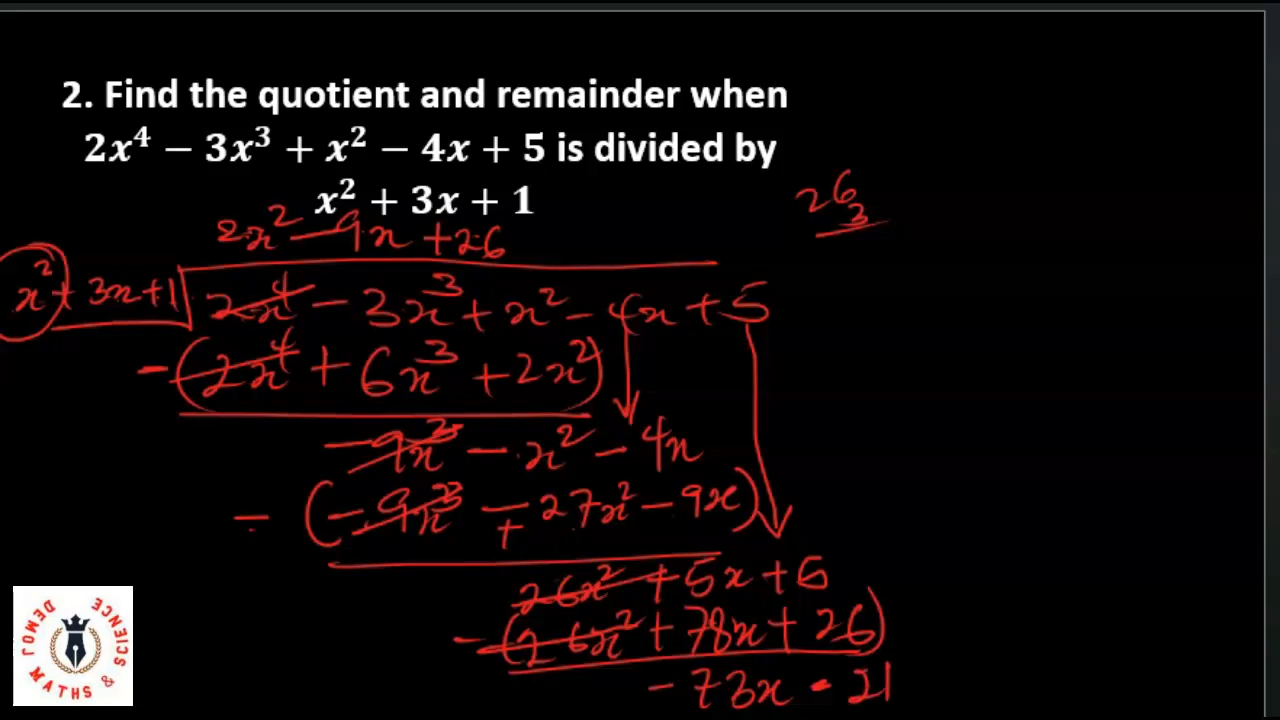 2. Find the quotient and remainder when
2x⁴ − 3x³ + x² − 4x + 5 is divided by
x² + 3x + 1
26
3
2x² − 9x + 26
x² + 3x + 1 2x⁴ − 3x³ + x² − 4x + 5
− (2x⁴ + 6x³ + 2x²)
− 9x³ − x² − 4x
− (− 9x³ − 27x² − 9x)
+
26x² + 5x + 5
− (26x² + 78x + 26)
− 73x - 21
DEMOJ MATHS & SCIENCE